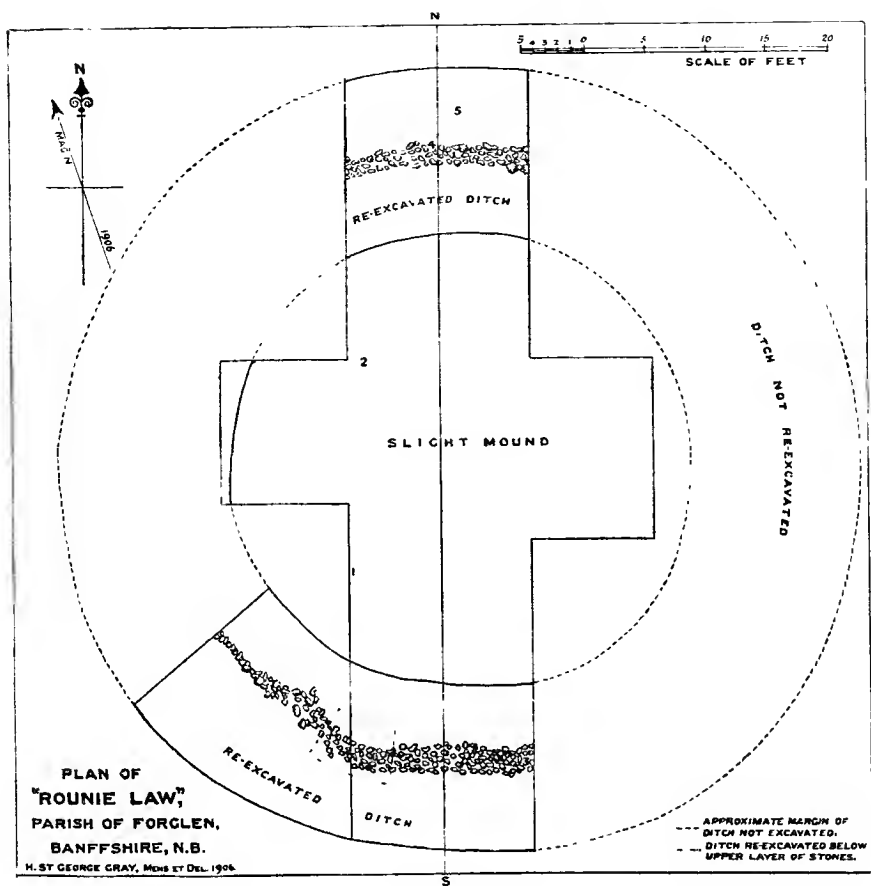 N
5 4 3 2 1 0 5 10 15 20
SCALE OF FEET
N
MAG. N
1906
5
4
RE-EXCAVATED DITCH
2
SLIGHT MOUND
DITCH NOT RE-EXCAVATED
1
RE-EXCAVATED DITCH
PLAN OF
"ROUNIE LAW,"
PARISH OF FORGLEN,
BANFFSHIRE, N.B.
H. ST GEORGE GRAY, MENS ET DEL. 1906
APPROXIMATE MARGIN OF
DITCH NOT EXCAVATED.
DITCH RE-EXCAVATED BELOW
UPPER LAYER OF STONES.
S